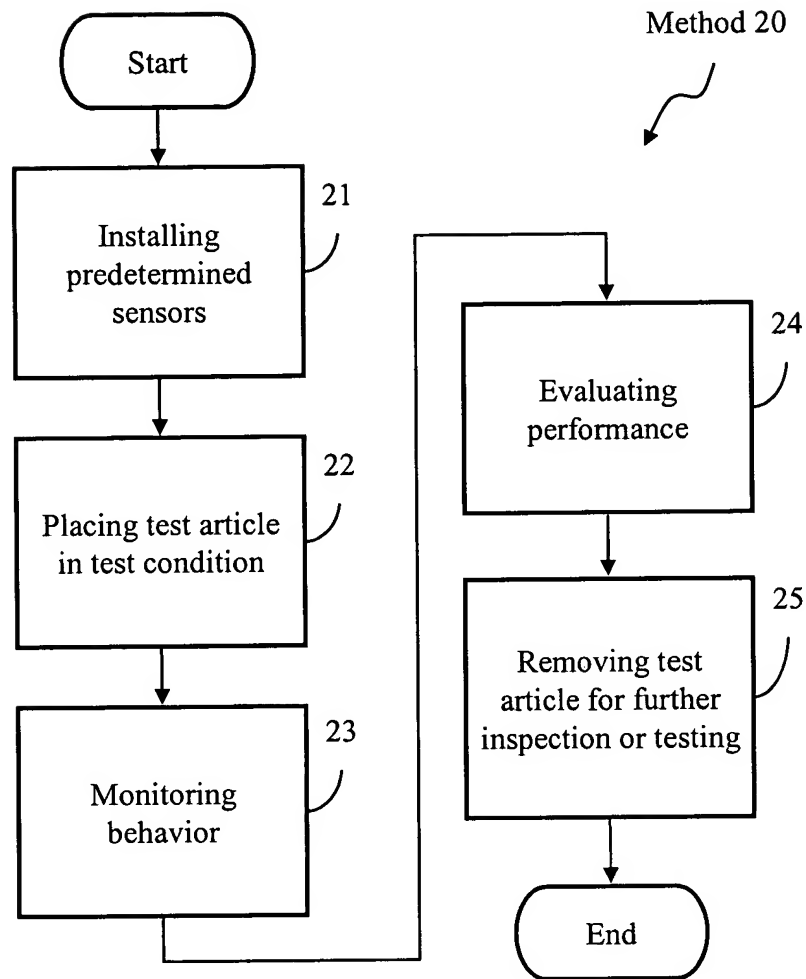 Method 20
Start
21
Installing
predetermined
sensors
22
Placing test article
in test condition
23
Monitoring
behavior
24
Evaluating
performance
25
Removing test
article for further
inspection or testing
End